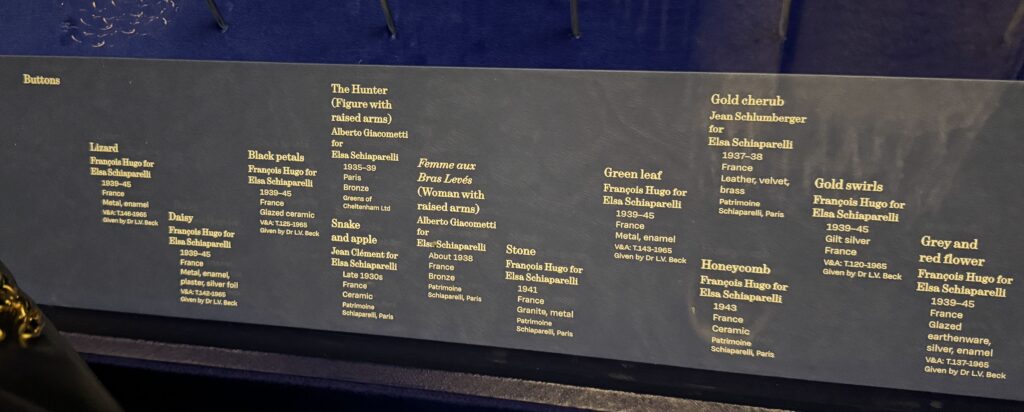 Buttons
Lizard
François Hugo for
Elsa Schiaparelli
1939–45
France
Metal, enamel
V&A: T.146-1965
Given by Dr L.V. Beck
Daisy
François Hugo for
Elsa Schiaparelli
1939–45
France
Metal, enamel,
plaster, silver foil
V&A: T.142-1965
Given by Dr L.V. Beck
Black petals
François Hugo for
Elsa Schiaparelli
1939–45
France
Glazed ceramic
V&A: T.125-1965
Given by Dr L.V. Beck
The Hunter
(Figure with
raised arms)
Alberto Giacometti
for
Elsa Schiaparelli
1935–39
Paris
Bronze
Greens of
Cheltenham Ltd
Snake
and apple
Jean Clément for
Elsa Schiaparelli
Late 1930s
France
Ceramic
Patrimoine
Schiaparelli, Paris
Femme aux
Bras Levés
(Woman with
raised arms)
Alberto Giacometti
for
Elsa Schiaparelli
About 1938
France
Bronze
Patrimoine
Schiaparelli, Paris
Stone
François Hugo for
Elsa Schiaparelli
1941
France
Granite, metal
Patrimoine
Schiaparelli, Paris
Green leaf
François Hugo for
Elsa Schiaparelli
1939–45
France
Metal, enamel
V&A: T.143-1965
Given by Dr L.V. Beck
Gold cherub
Jean Schlumberger
for
Elsa Schiaparelli
1937–38
France
Leather, velvet,
brass
Patrimoine
Schiaparelli, Paris
Honeycomb
François Hugo for
Elsa Schiaparelli
1943
France
Ceramic
Patrimoine
Schiaparelli, Paris
Gold swirls
François Hugo for
Elsa Schiaparelli
1939–45
France
Gilt silver
V&A: T.120-1965
Given by Dr L.V. Beck
Grey and
red flower
François Hugo for
Elsa Schiaparelli
1939–45
France
Glazed
earthenware,
silver, enamel
V&A: T.137-1965
Given by Dr L.V. Beck